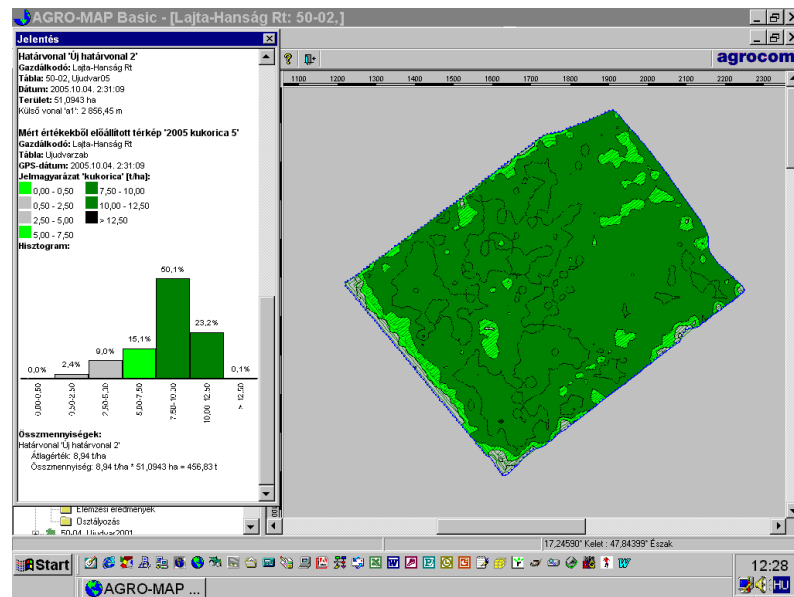 AGRO-MAP Basic - [Lajta-Hanság Rt: 50-02,]
Jelentés
agrocom
Határvonal 'Új határvonal 2'
Gazdálkodó: Lajta-Hanság Rt
Tábla: 50-02, Ujudvar05
Dátum: 2005.10.04. 2:31:09
Terület: 51,0943 ha
Külső vonal 'a1': 2 856,45 m
Mért értékekből előállított térkép '2005 kukorica 5'
Gazdálkodó: Lajta-Hanság Rt
Tábla: Ujudvarzab
GPS-dátum: 2005.10.04. 2:31:09
Jelmagyarázat 'kukorica' [t/ha]:
0,00 - 0,50 7,50 - 10,00
0,50 - 2,50 10,00 - 12,50
2,50 - 5,00 > 12,50
5,00 - 7,50
Hisztogram:
50,1%
23,2%
15,1%
9,0%
2,4%
0,0% 0,1%
0,00-0,50 0,50-2,50 2,50-5,00 5,00-7,50 7,50-10,00 10,00-12,50 > 12,50
Összmennyiségek:
Határvonal 'Új határvonal 2'
Átlagérték: 8,94 t/ha
Összmennyiség: 8,94 t/ha * 51,0943 ha = 456,83 t
1100 1200 1300 1400 1500 1600 1700 1800 1900 2000 2100 2200 2300
Elemzési eredmények
Osztályozás
50-04, Ujudvar2001
17,24590° Kelet : 47,84399° Észak
Start
12:28
AGRO-MAP ...
HU